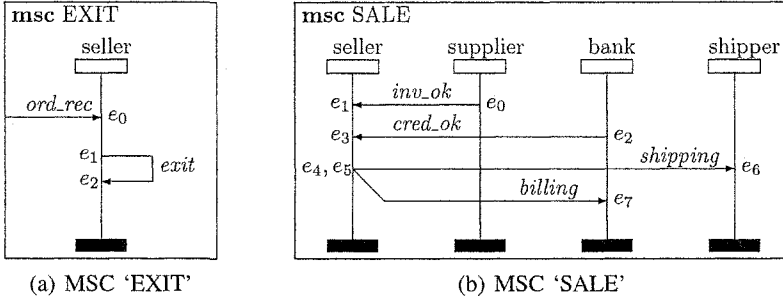 msc EXIT
seller
ord_rec
e0
e1
exit
e2
(a) MSC 'EXIT'
msc SALE
seller supplier bank shipper
e1 inv_ok e0
e3 cred_ok e2
e4, e5 shipping e6
billing
e7
(b) MSC 'SALE'